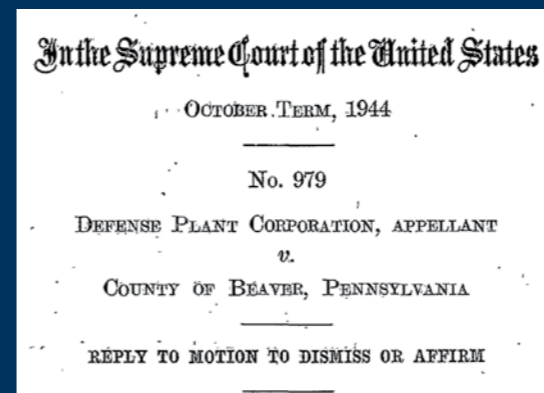 In the Supreme Court of the United States
OCTOBER TERM, 1944
No. 979
DEFENSE PLANT CORPORATION, APPELLANT
v.
COUNTY OF BEAVER, PENNSYLVANIA
REPLY TO MOTION TO DISMISS OR AFFIRM